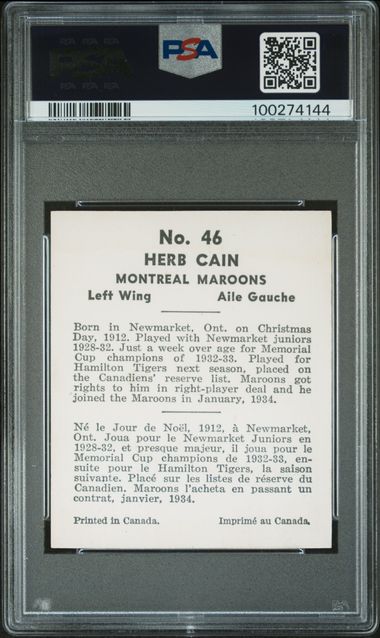 PSA
100274144
No. 46
HERB CAIN
MONTREAL MAROONS
Left Wing Aile Gauche
Born in Newmarket, Ont. on Christmas
Day, 1912. Played with Newmarket juniors
1928-32. Just a week over age for Memorial
Cup champions of 1932-33. Played for
Hamilton Tigers next season, placed on
the Canadiens' reserve list. Maroons got
rights to him in right-player deal and he
joined the Maroons in January, 1934.
Né le Jour de Noël, 1912, à Newmarket,
Ont. Joua pour le Newmarket Juniors en
1928-32, et presque majeur, il joua pour le
Memorial Cup champions de 1932-33, en-
suite pour le Hamilton Tigers, la saison
suivante. Placé sur les listes de réserve du
Canadien. Maroons l'acheta en passant un
contrat, janvier, 1934.
Printed in Canada. Imprimé au Canada.